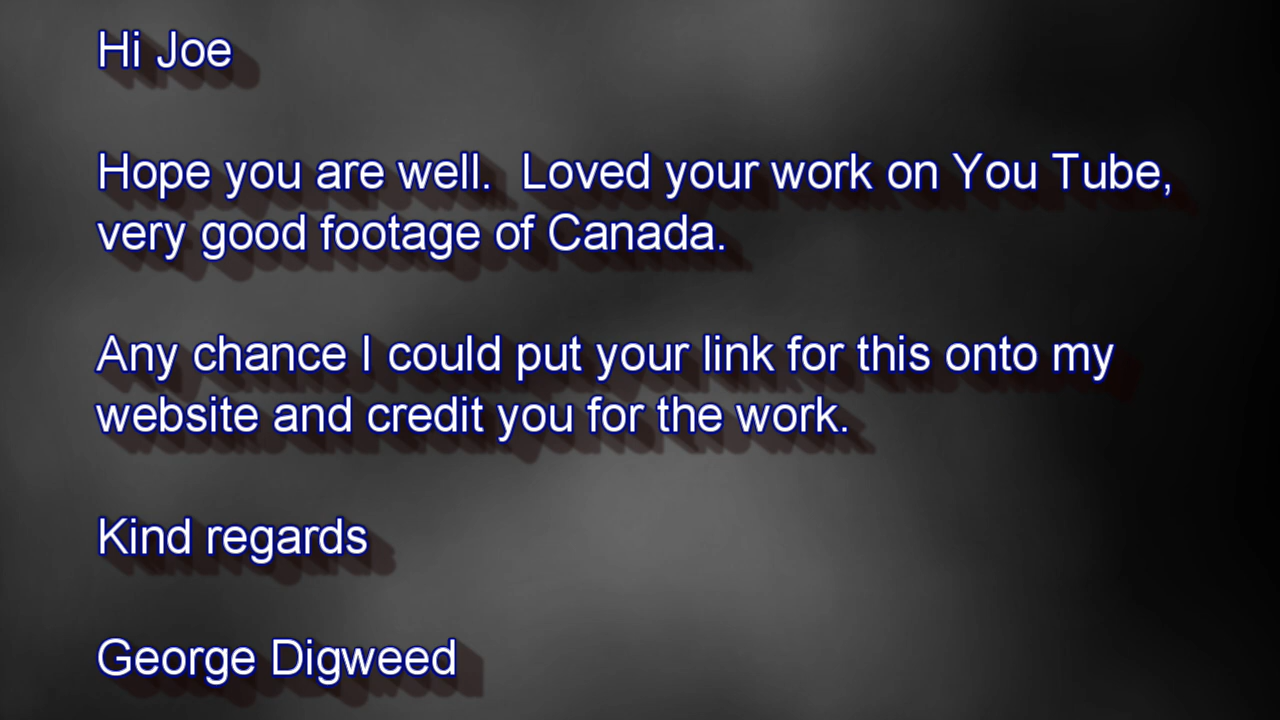 Hi Joe
Hope you are well.  Loved your work on You Tube,
very good footage of Canada.
Any chance I could put your link for this onto my
website and credit you for the work.
Kind regards
George Digweed